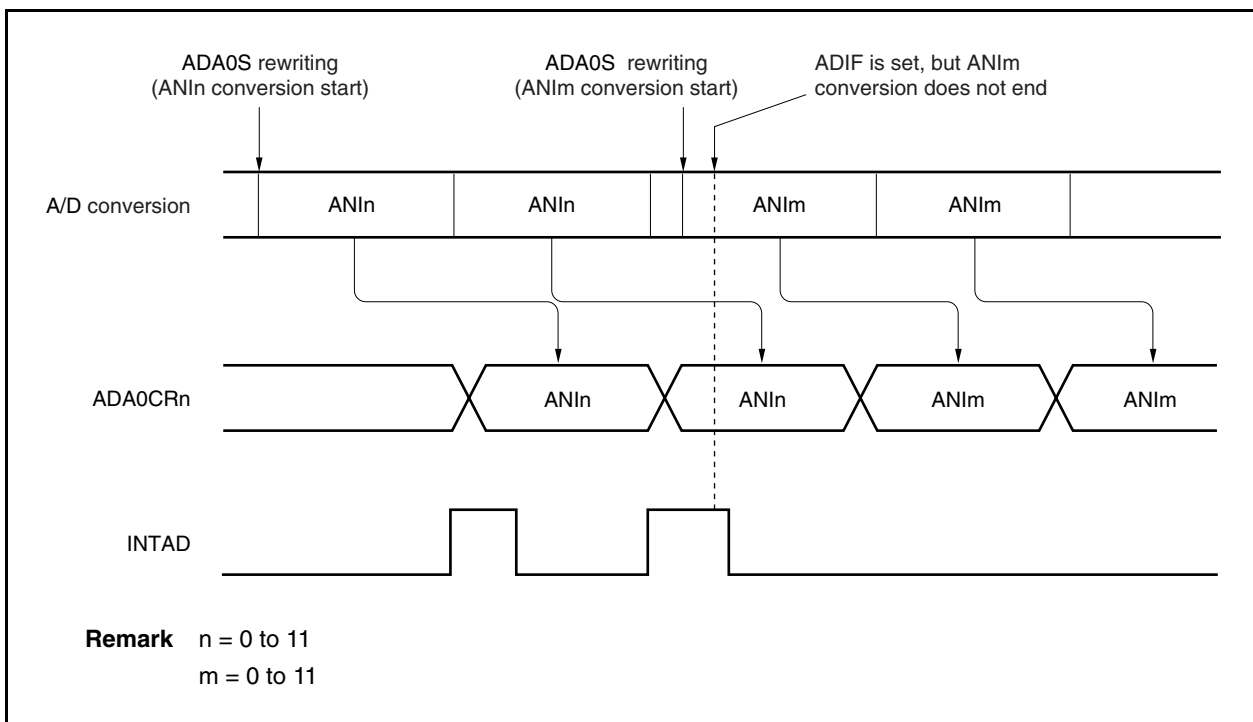 ADA0S rewriting
(ANIn conversion start)
ADA0S rewriting
(ANIm conversion start)
ADIF is set, but ANIm
conversion does not end
A/D conversion
ANIn
ANIn
ANIm
ANIm
ADA0CRn
ANIn
ANIn
ANIm
ANIm
INTAD
Remark n = 0 to 11
m = 0 to 11